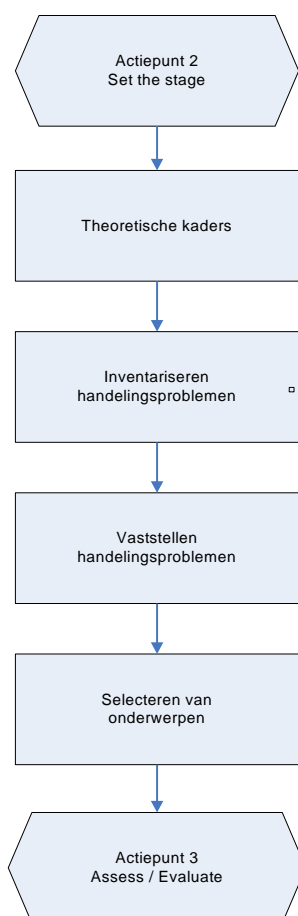 Actiepunt 2
Set the stage
Theoretische kaders
Inventariseren
handelingsproblemen
Vaststellen
handelingsproblemen
Selecteren van
onderwerpen
Actiepunt 3
Assess / Evaluate